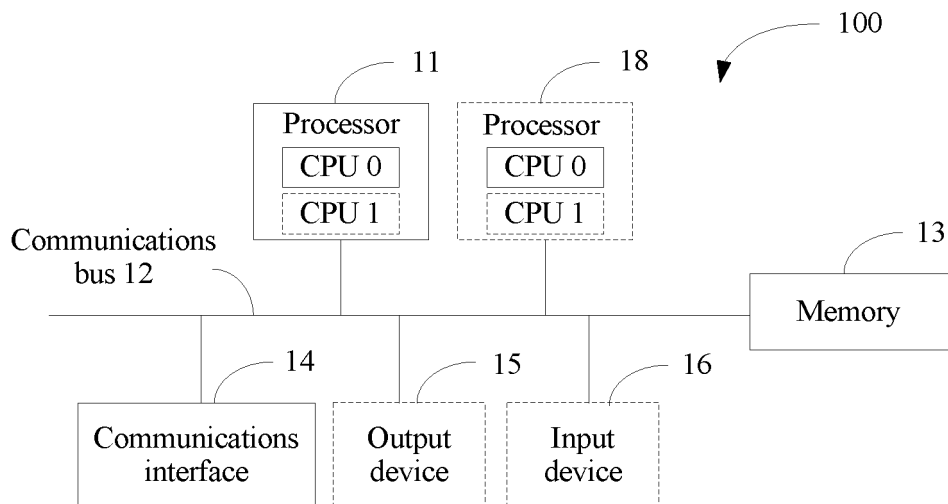 100
11
18
Processor
CPU 0
CPU 1
Processor
CPU 0
CPU 1
Communications
bus 12
13
Memory
14
15
16
Communications
interface
Output
device
Input
device